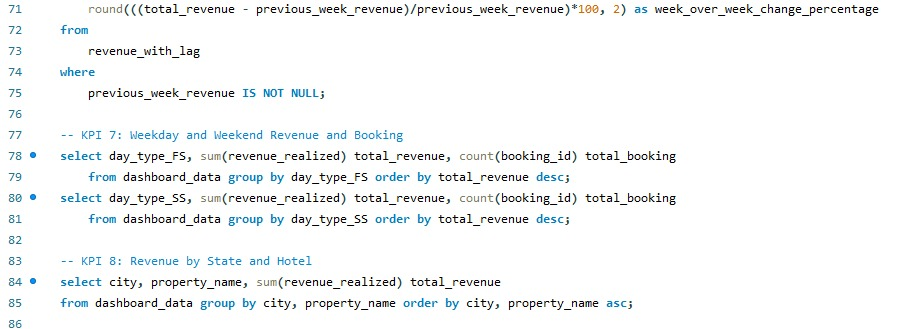 71 round(((total_revenue - previous_week_revenue)/previous_week_revenue)*100, 2) as week_over_week_change_percentage
72 from
73 revenue_with_lag
74 where
75 previous_week_revenue IS NOT NULL;
76
77 -- KPI 7: Weekday and Weekend Revenue and Booking
78 select day_type_FS, sum(revenue_realized) total_revenue, count(booking_id) total_booking
79 from dashboard_data group by day_type_FS order by total_revenue desc;
80 select day_type_SS, sum(revenue_realized) total_revenue, count(booking_id) total_booking
81 from dashboard_data group by day_type_SS order by total_revenue desc;
82
83 -- KPI 8: Revenue by State and Hotel
84 select city, property_name, sum(revenue_realized) total_revenue
85 from dashboard_data group by city, property_name order by city, property_name asc;
86